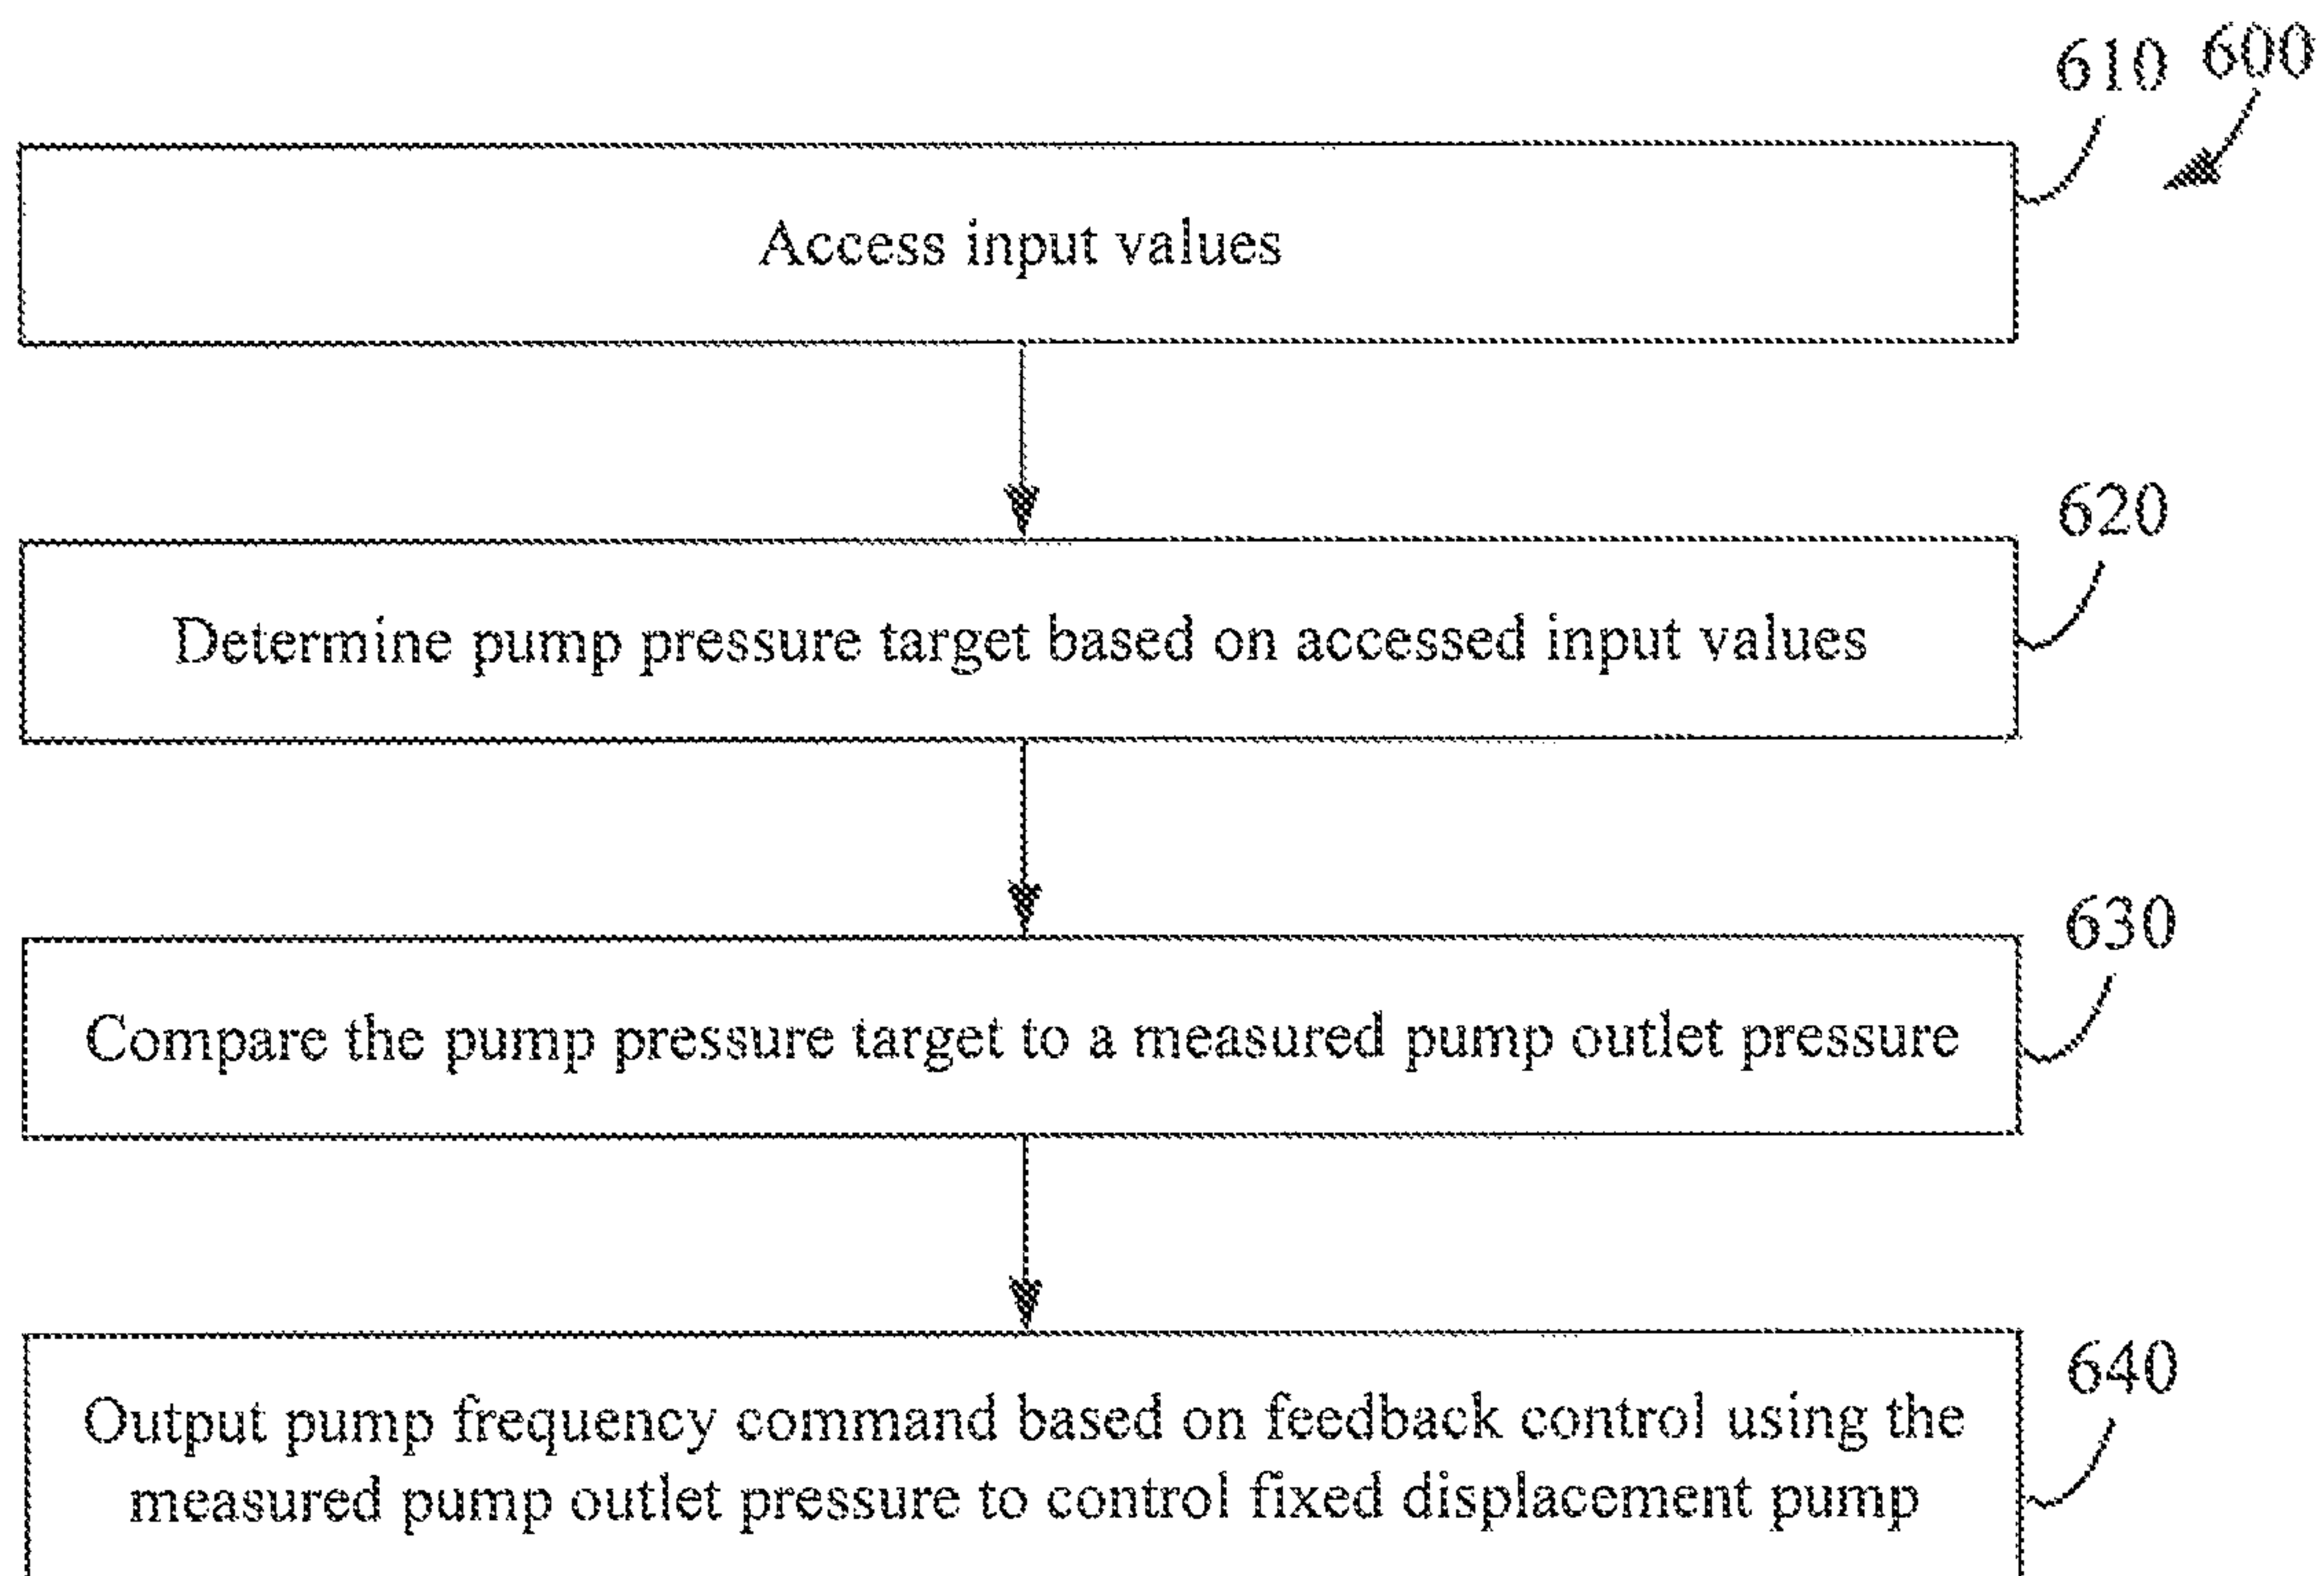 610 600
Access input values
620
Determine pump pressure target based on accessed input values
630
Compare the pump pressure target to a measured pump outlet pressure
640
Output pump frequency command based on feedback control using the
measured pump outlet pressure to control fixed displacement pump